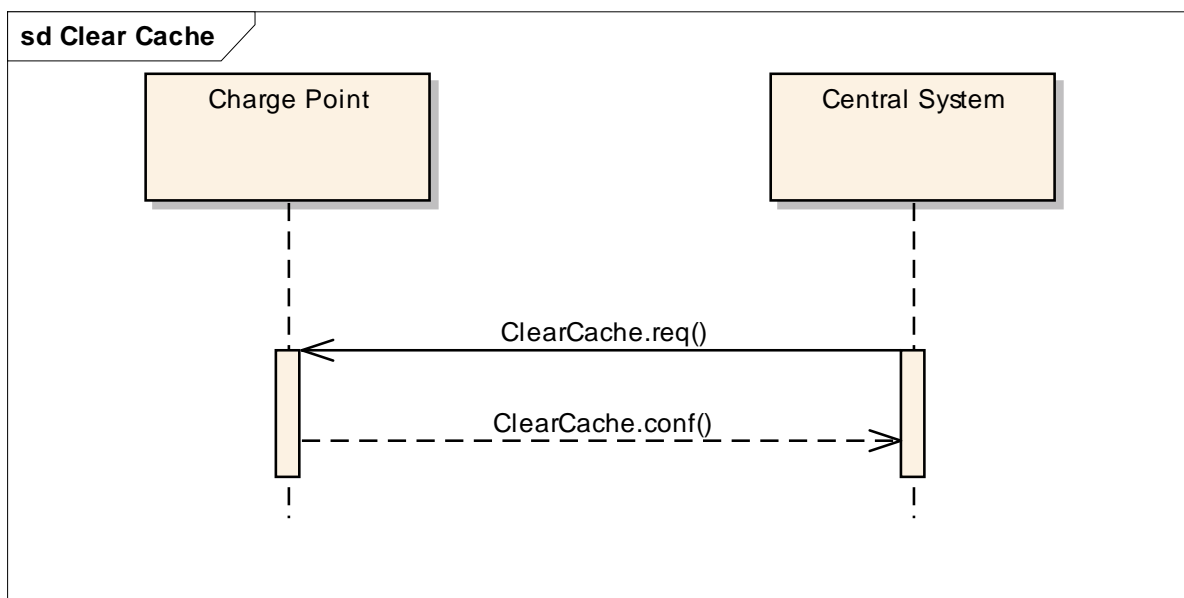 sd Clear Cache
Charge Point
Central System
ClearCache.req()
ClearCache.conf()